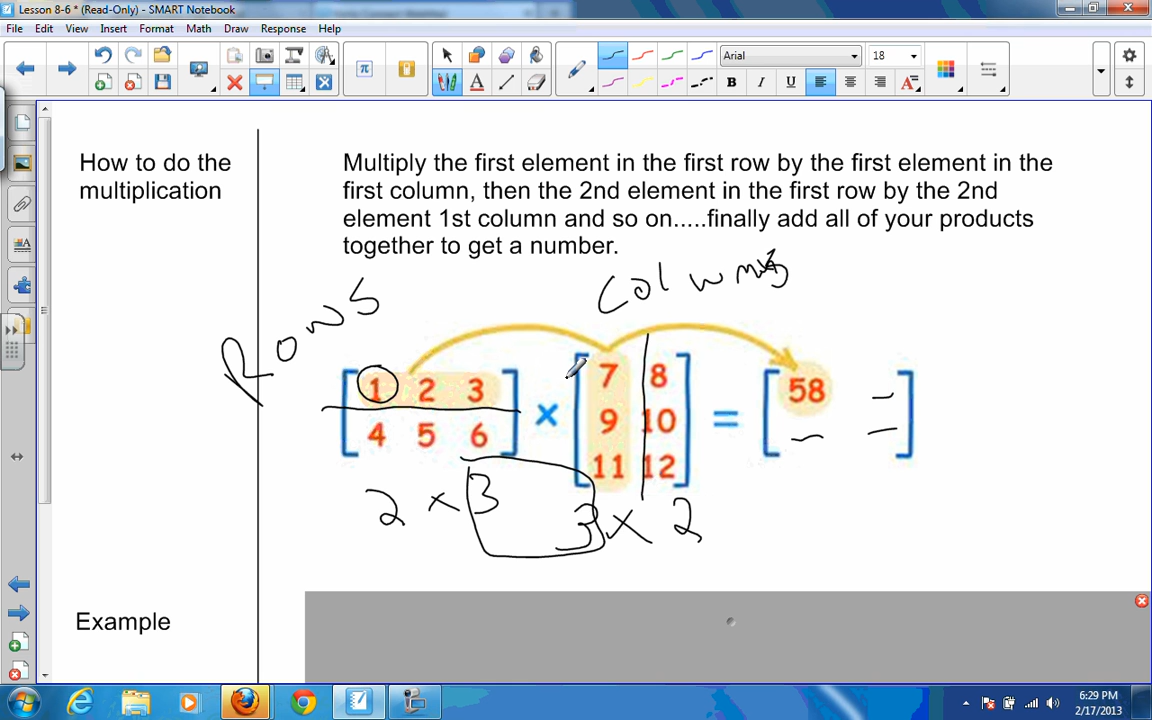 Lesson 8-6 * (Read-Only) - SMART Notebook
File Edit View Insert Format Math Draw Response Help
Arial 18
B I U
How to do the multiplication
Multiply the first element in the first row by the first element in the
first column, then the 2nd element in the first row by the 2nd
element 1st column and so on.....finally add all of your products
together to get a number.
Rows
Columns
1 2 3 × 7 8 = 58 _
4 5 6 9 10 _ _
11 12
2 × 3 3 × 2
Example
6:29 PM
2/17/2013